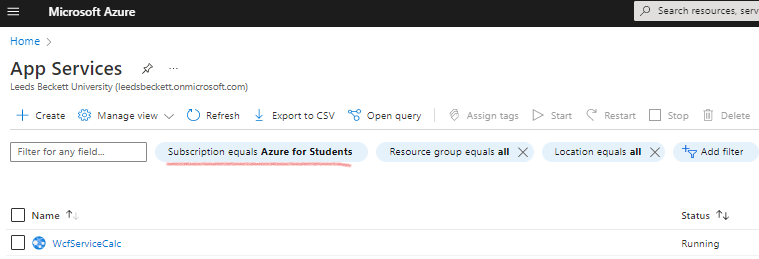 Microsoft Azure
Search resources, serv
Home >
App Services
...
Leeds Beckett University (leedsbeckett.onmicrosoft.com)
+ Create Manage view Refresh Export to CSV Open query Assign tags Start Restart Stop Delete
Filter for any field... Subscription equals Azure for Students Resource group equals all Location equals all Add filter
Name ↑↓ Status ↑↓
WcfServiceCalc Running